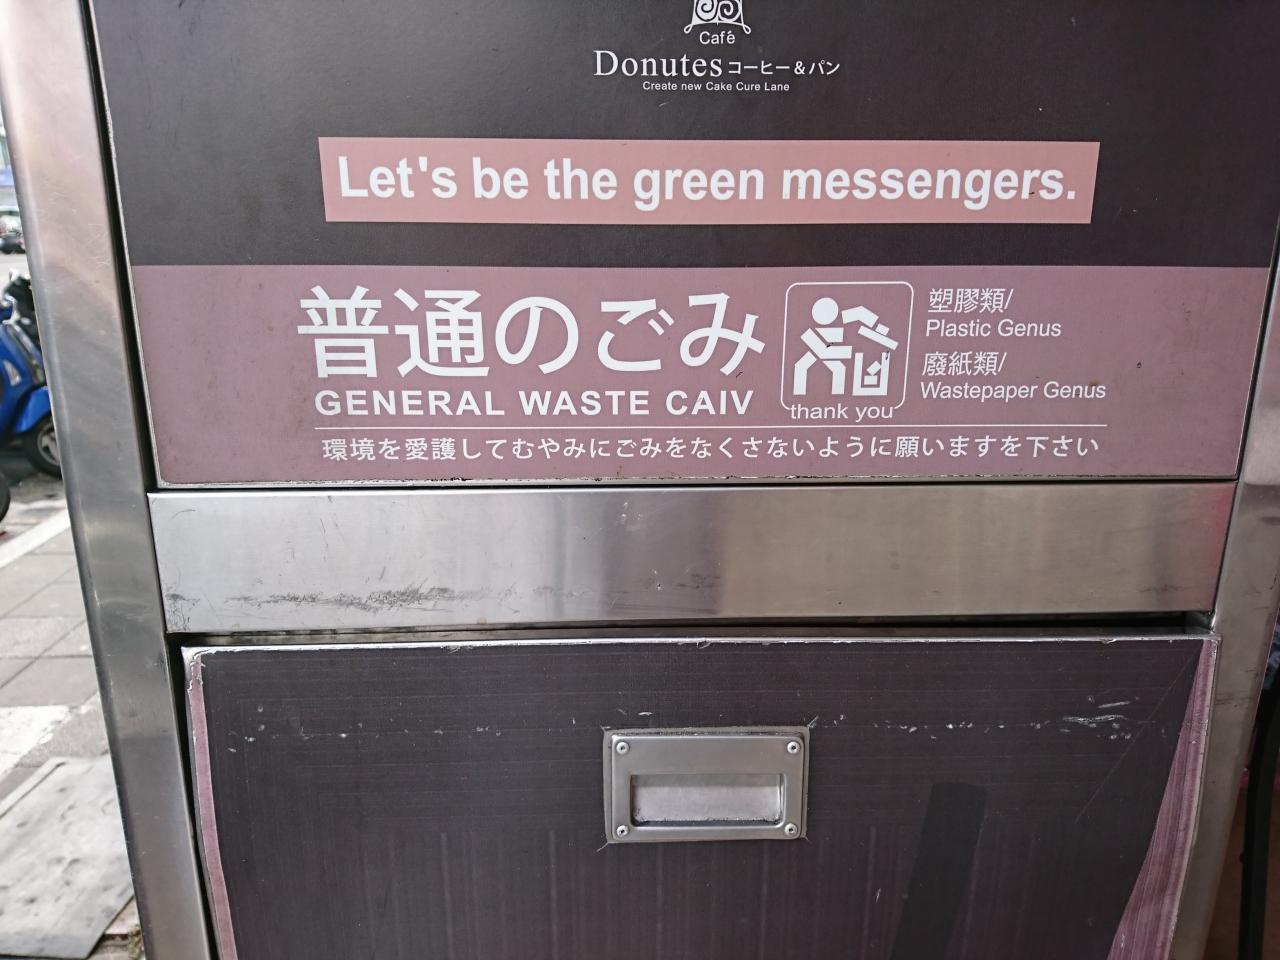 Café
Donutes コーヒー&パン
Create new Cake Cure Lane
Let's be the green messengers.
普通のごみ
GENERAL WASTE CAIV
thank you
塑膠類/
Plastic Genus
廢紙類/
Wastepaper Genus
環境を愛護してむやみにごみをなくさないように願いますを下さい